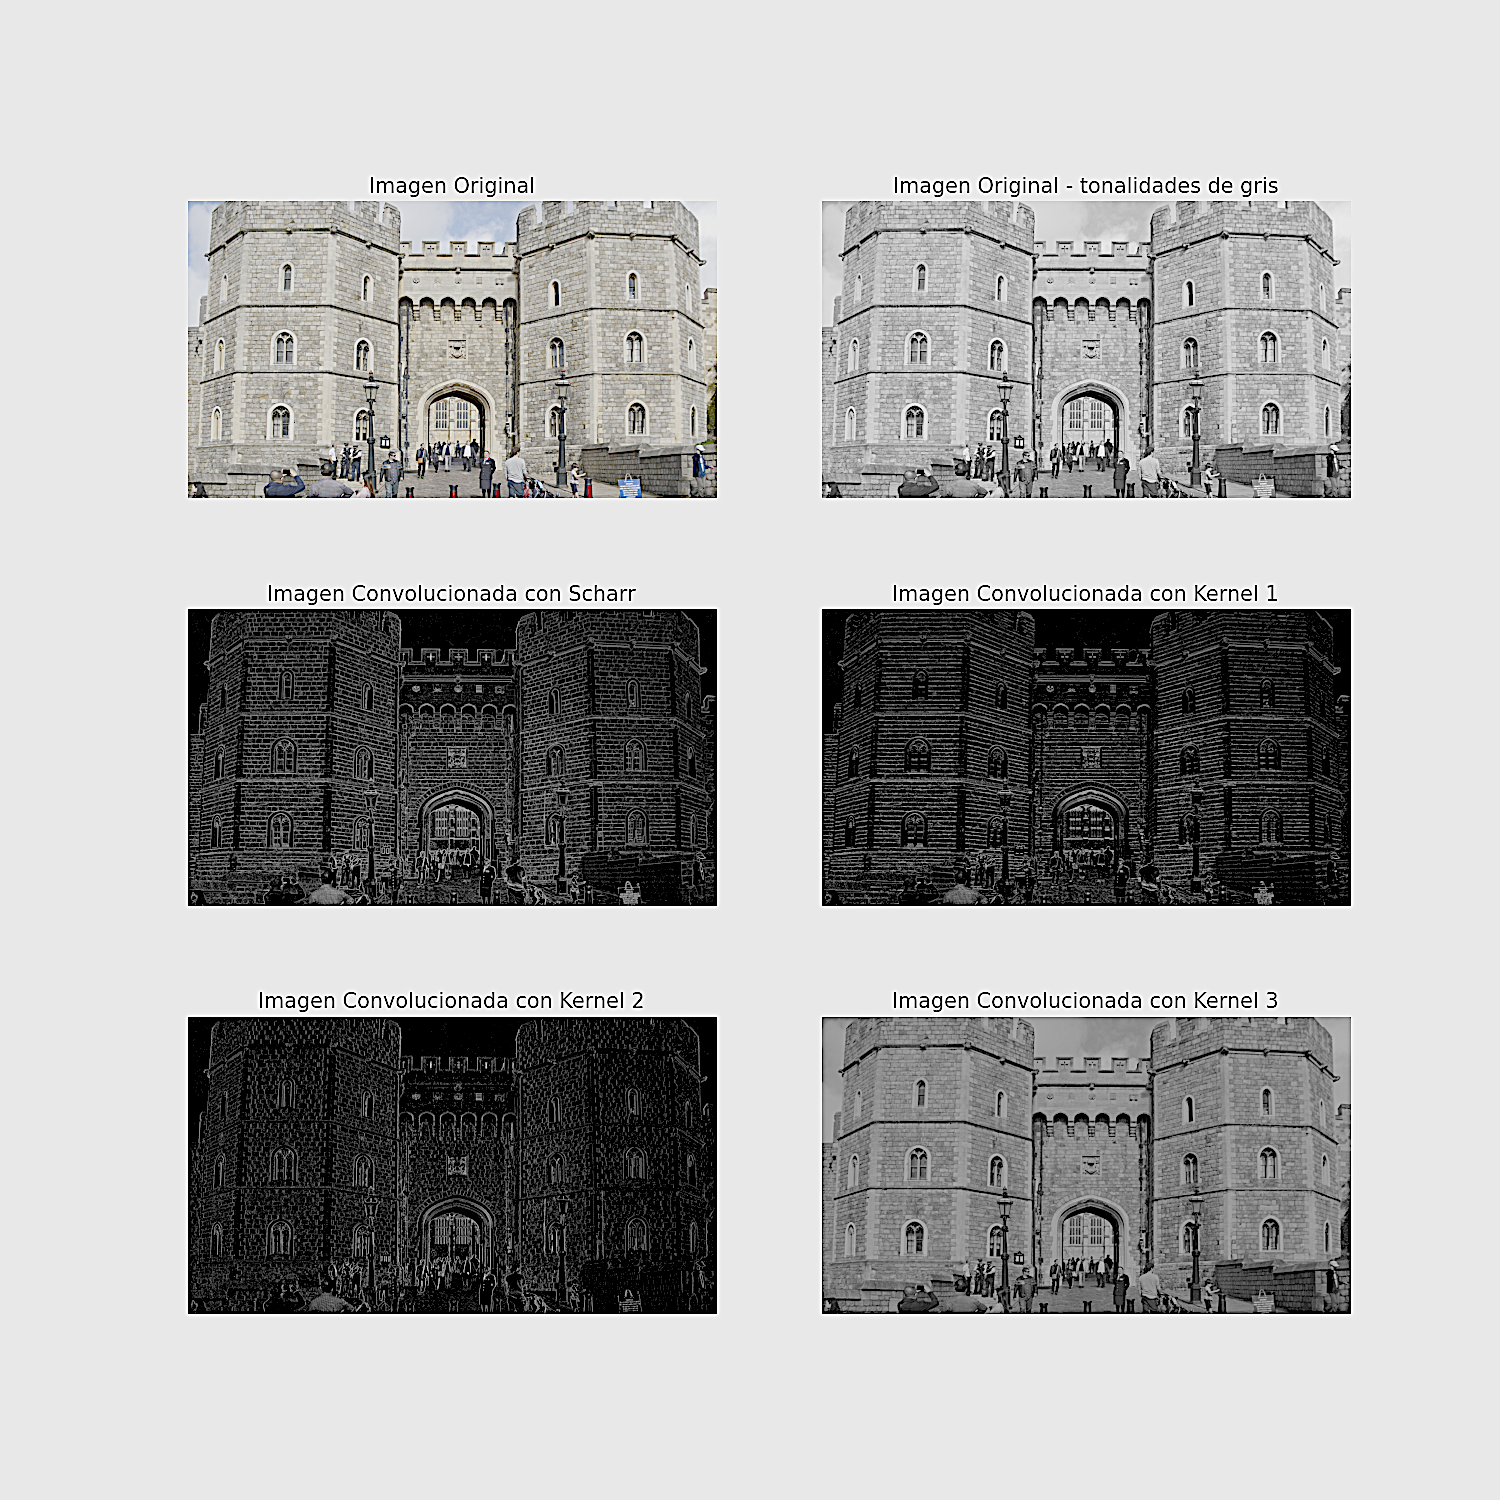 Imagen Original
Imagen Original - tonalidades de gris
Imagen Convolucionada con Scharr
Imagen Convolucionada con Kernel 1
Imagen Convolucionada con Kernel 2
Imagen Convolucionada con Kernel 3